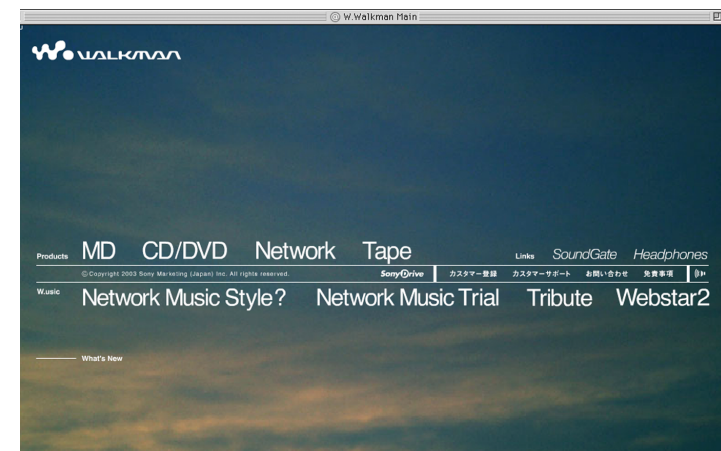 W.Walkman Main
WALKMAN
Products MD CD/DVD Network Tape Links SoundGate Headphones
© Copyright 2003 Sony Marketing (Japan) Inc. All rights reserved. SonyDrive カスタマー登録 カスタマーサポート お問い合わせ 免責事項
W.usic Network Music Style? Network Music Trial Tribute Webstar2
What's New